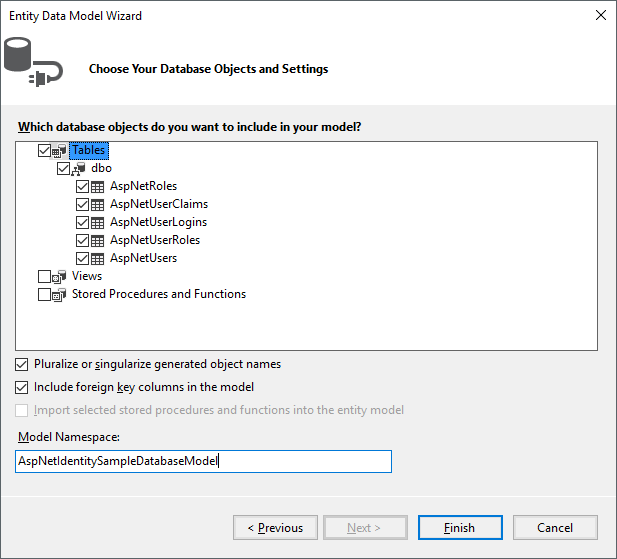 Entity Data Model Wizard
Choose Your Database Objects and Settings
Which database objects do you want to include in your model?
Tables
dbo
AspNetRoles
AspNetUserClaims
AspNetUserLogins
AspNetUserRoles
AspNetUsers
Views
Stored Procedures and Functions
Pluralize or singularize generated object names
Include foreign key columns in the model
Import selected stored procedures and functions into the entity model
Model Namespace:
AspNetIdentitySampleDatabaseModel
< Previous Next > Finish Cancel